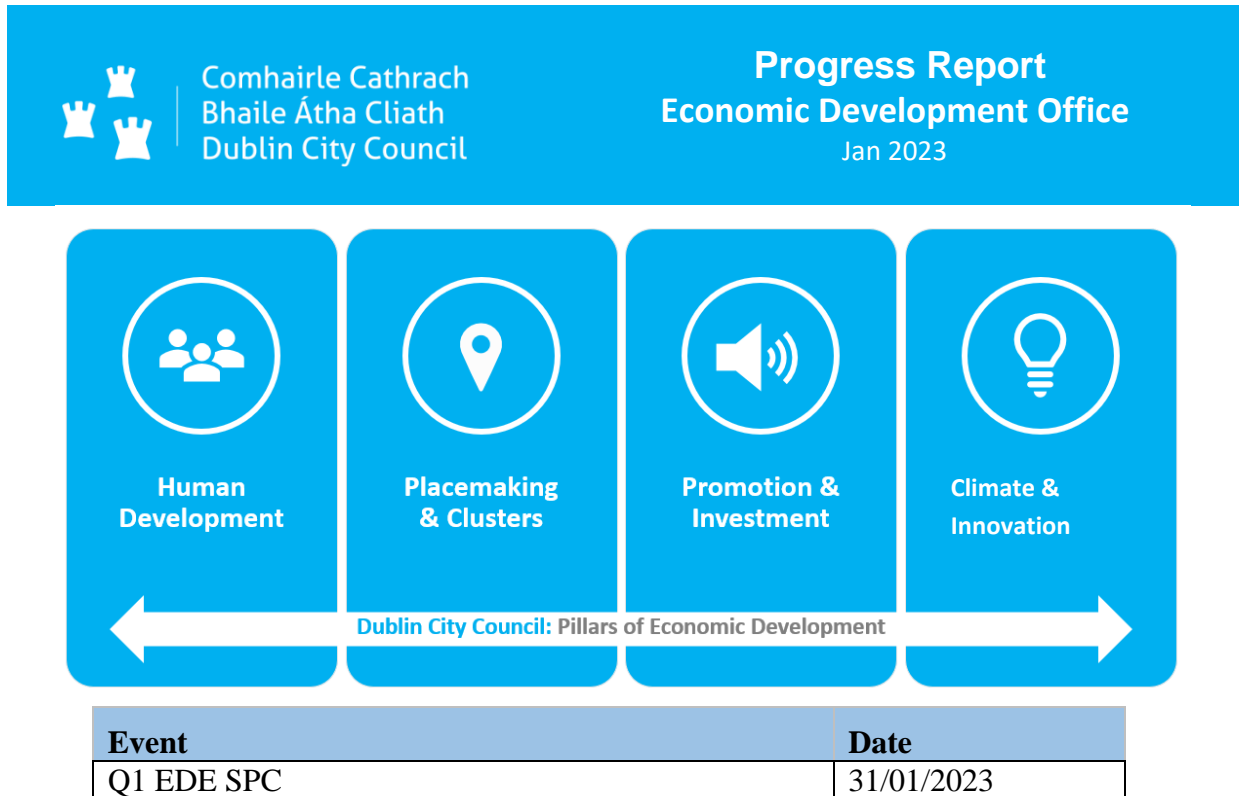 Comhairle Cathrach
Bhaile Átha Cliath
Dublin City Council
Progress Report
Economic Development Office
Jan 2023
Human
Development
Placemaking
& Clusters
Promotion &
Investment
Climate &
Innovation
Dublin City Council: Pillars of Economic Development
Event Date
Q1 EDE SPC 31/01/2023